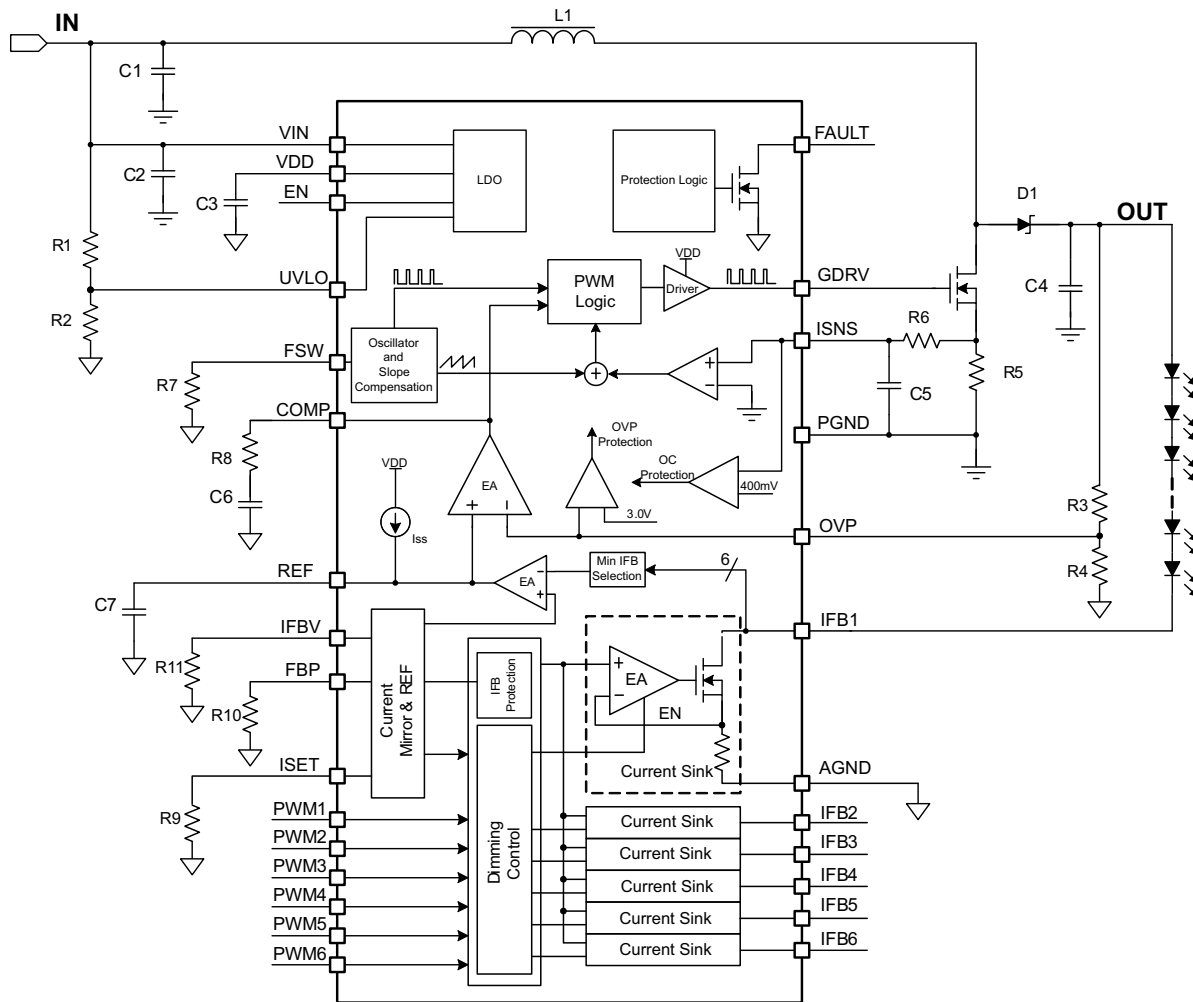 IN
L1
C1
VIN
FAULT
VDD
LDO
Protection Logic
C2
EN
C3
D1
OUT
R1
VDD
UVLO
PWM
Logic
Driver
GDRV
C4
R2
Oscillator
and
Slope
Compensation
FSW
+
ISNS
R6
+
–
R7
C5
R5
COMP
OVP
Protection
PGND
R8
VDD
EA
+
–
OC
Protection
400mV
C6
Iss
3.0V
OVP
R3
REF
EA
–
+
Min IFB
Selection
6
R4
C7
IFBV
IFB1
R11
FBP
Current
Mirror & REF
IFB
Protection
+
EA
–
EN
R10
ISET
Current Sink
AGND
R9
Dimming
Control
PWM1
Current Sink
IFB2
PWM2
Current Sink
IFB3
PWM3
Current Sink
IFB4
PWM4
Current Sink
IFB5
PWM5
Current Sink
IFB6
PWM6